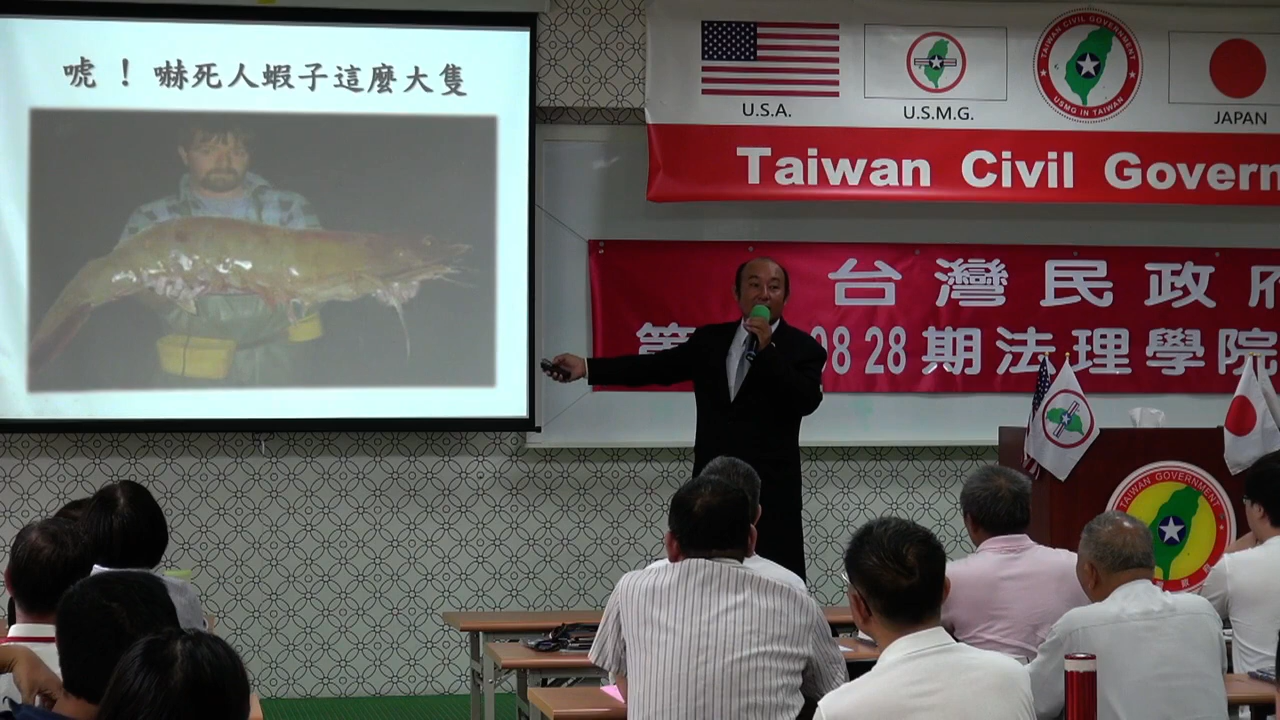 唬 ！ 嚇死人蝦子這麼大隻
U.S.A.
U.S.M.G.
TAIWAN CIVIL GOVERNMENT
USMG IN TAIWAN
JAPAN
Taiwan Civil Govern
台灣民政府
第 08 28 期法理學院
TAIWAN GOVERNMENT